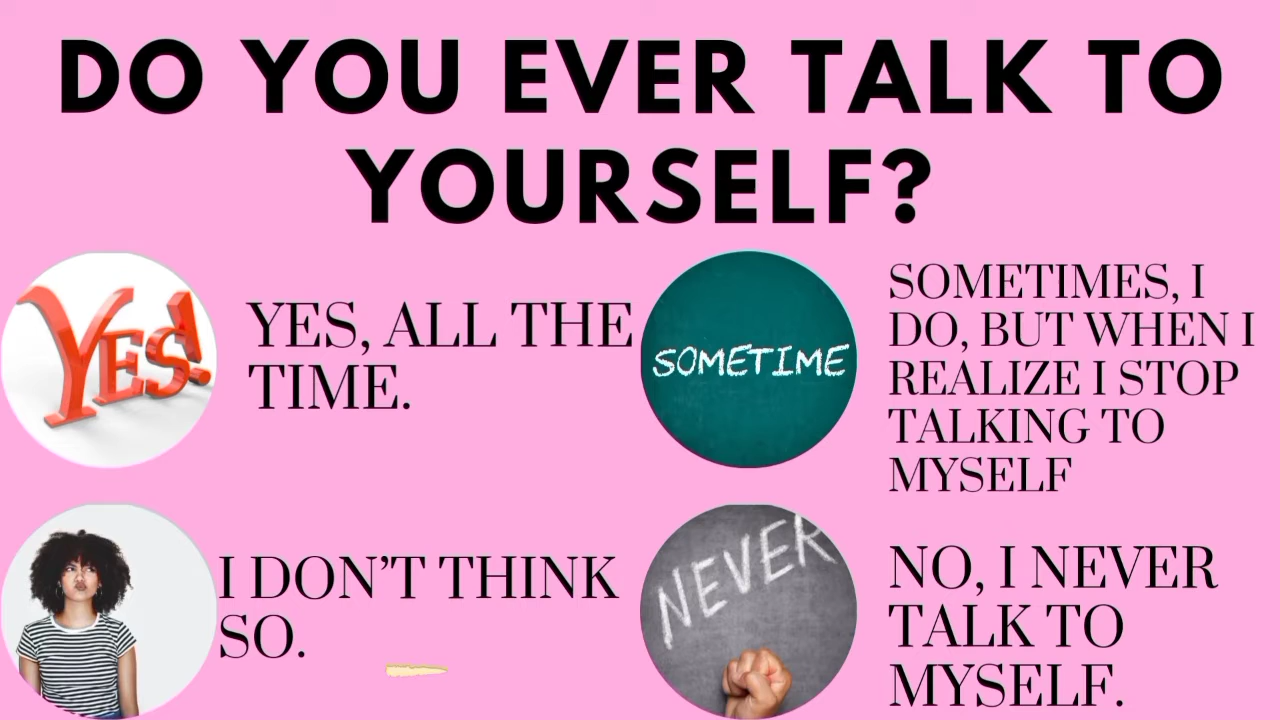 DO YOU EVER TALK TO
YOURSELF?
YES!
YES, ALL THE
TIME.
SOMETIME
SOMETIMES, I
DO, BUT WHEN I
REALIZE I STOP
TALKING TO
MYSELF
I DON'T THINK
SO.
NEVER
NO, I NEVER
TALK TO
MYSELF.